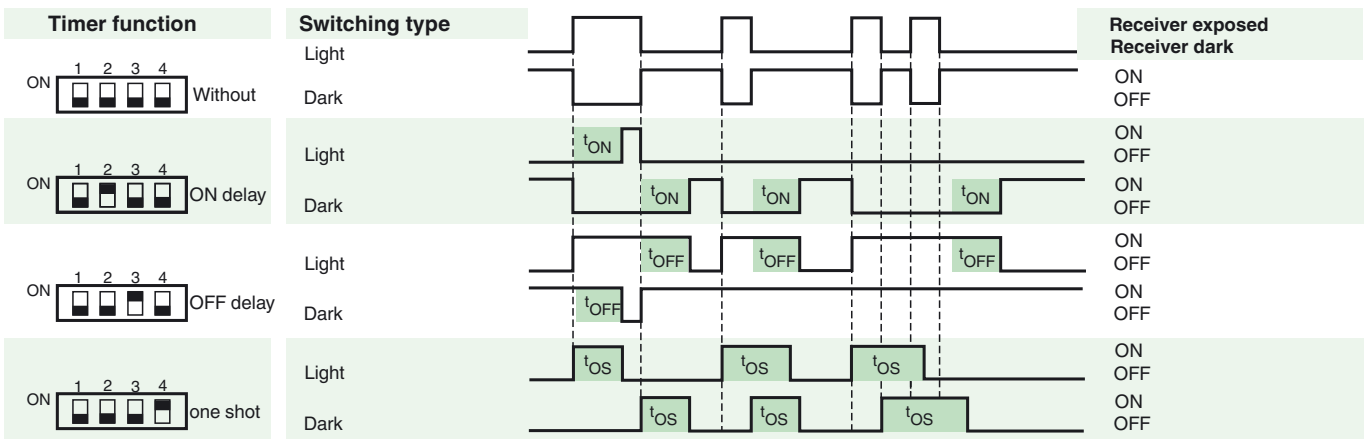 Timer function Switching type Receiver exposed
Light Receiver dark
1 2 3 4
ON Without Dark ON
OFF
Light tON ON
OFF
1 2 3 4
ON ON delay Dark tON tON tON ON
OFF
Light tOFF tOFF tOFF ON
OFF
1 2 3 4
ON OFF delay Dark tOFF ON
OFF
Light tOS tOS tOS ON
OFF
1 2 3 4
ON one shot Dark tOS tOS tOS ON
OFF